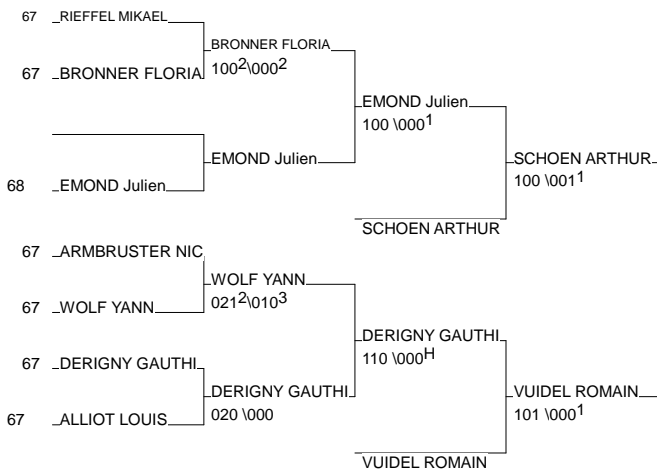 67 RIEFFEL MIKAEL
BRONNER FLORIA
100²\000²
67 BRONNER FLORIA
EMOND Julien
100 \000¹
EMOND Julien
SCHOEN ARTHUR
100 \001¹
68 EMOND Julien
SCHOEN ARTHUR
67 ARMBRUSTER NIC
WOLF YANN
021²\010³
67 WOLF YANN
DERIGNY GAUTHI
110 \000ᴴ
67 DERIGNY GAUTHI
DERIGNY GAUTHI
020 \000
VUIDEL ROMAIN
101 \000¹
67 ALLIOT LOUIS
VUIDEL ROMAIN